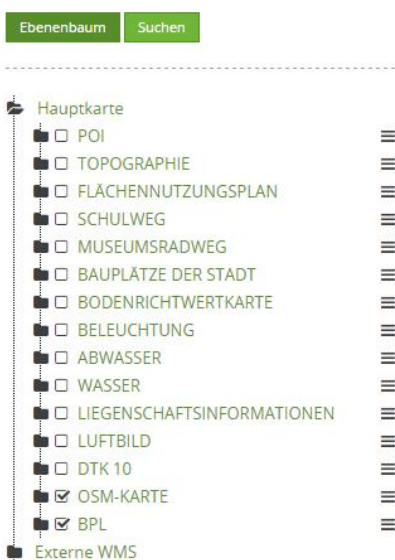 Ebenenbaum Suchen
Hauptkarte
POI
TOPOGRAPHIE
FLÄCHENNUTZUNGSPLAN
SCHULWEG
MUSEUMSRADWEG
BAUPLÄTZE DER STADT
BODENRICHTWERTKARTE
BELEUCHTUNG
ABWASSER
WASSER
LIEGENSCHAFTSINFORMATIONEN
LUFTBILD
DTK 10
OSM-KARTE
BPL
Externe WMS